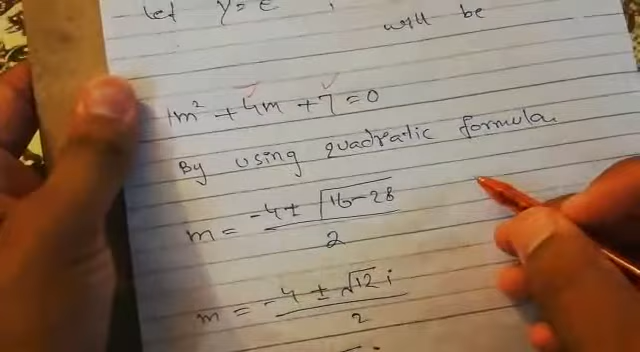 let y = e
will be
1m² + 4m + 7 = 0
By using quadratic formula.
m = (-4 ± √(16-28)) / 2
m = (-4 ± √12 i) / 2